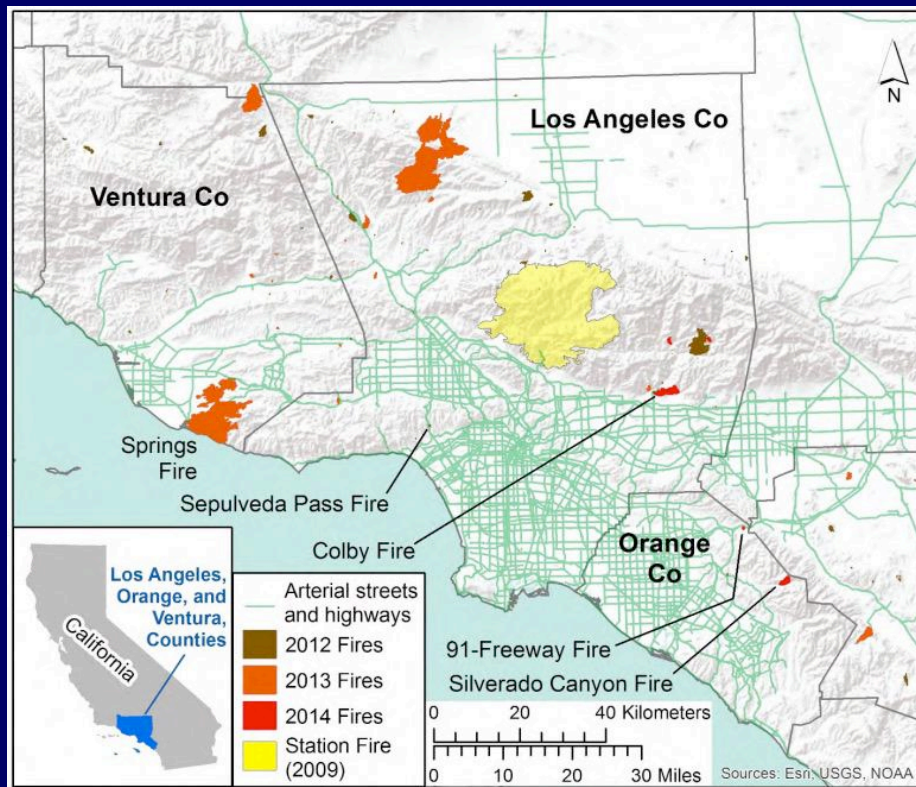 N
Los Angeles Co
Ventura Co
Springs
Fire
Sepulveda Pass Fire
Colby Fire
Orange
Co
91-Freeway Fire
Silverado Canyon Fire
Los Angeles,
Orange, and
Ventura,
Counties
California
Arterial streets
and highways
2012 Fires
2013 Fires
2014 Fires
Station Fire
(2009)
0 20 40 Kilometers
0 10 20 30 Miles
Sources: Esri, USGS, NOAA